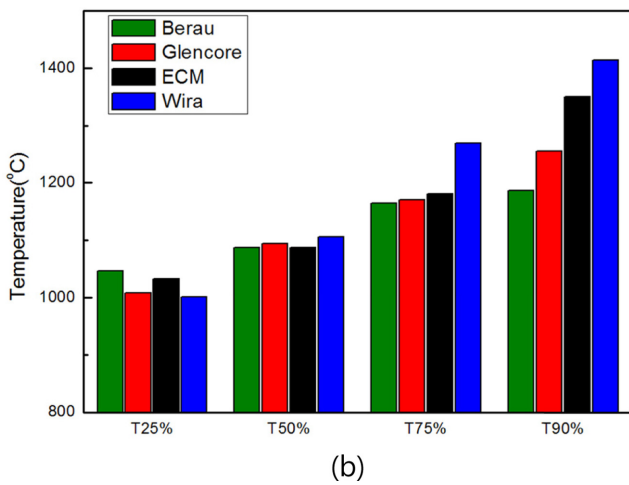 Berau
Glencore
ECM
Wira
Temperature(°C)
1400
1200
1000
800
T25%
T50%
T75%
T90%
(b)